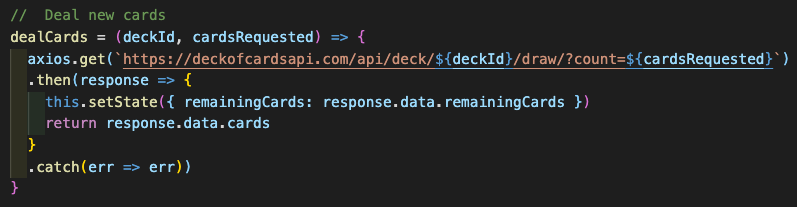 //  Deal new cards
dealCards = (deckId, cardsRequested) => {
  axios.get(`https://deckofcardsapi.com/api/deck/${deckId}/draw/?count=${cardsRequested}`)
  .then(response => {
    this.setState({ remainingCards: response.data.remainingCards })
    return response.data.cards
  }
  .catch(err => err))
}